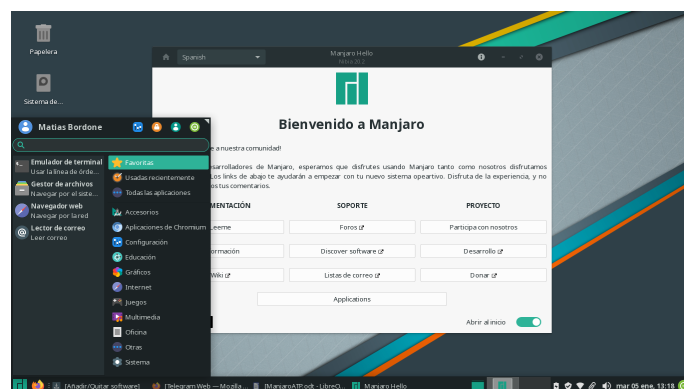 Papelera
Sistema de...
Spanish
Manjaro Hello
Nibia 20.2
Bienvenido a Manjaro
e a nuestra comunidad!
sarrolladores de Manjaro, esperamos que disfrutes usando Manjaro tanto como nosotros disfrutamos
Los links de abajo te ayudarán a empezar con tu nuevo sistema opeartivo. Disfruta de la experiencia, y no
os tus comentarios.
MENTACIÓN
SOPORTE
PROYECTO
Leeme
Foros
Participa con nosotros
ormación
Discover software
Desarrollo
Wiki
Listas de correo
Donar
Applications
Abrir al inicio
Matias Bordone
Emulador de terminal
Usar la línea de órde...
Gestor de archivos
Navegar por el siste...
Navegador web
Navegar por la red
Lector de correo
Leer correo
Favoritas
Usadas recientemente
Todas las aplicaciones
Accesorios
Aplicaciones de Chromium
Configuración
Educación
Gráficos
Internet
Juegos
Multimedia
Oficina
Otras
Sistema
[Añadir/Quitar software]
[Telegram Web — Mozilla ...
[ManjaroATP.odt - LibreO...
Manjaro Hello
mar 05 ene, 13:18